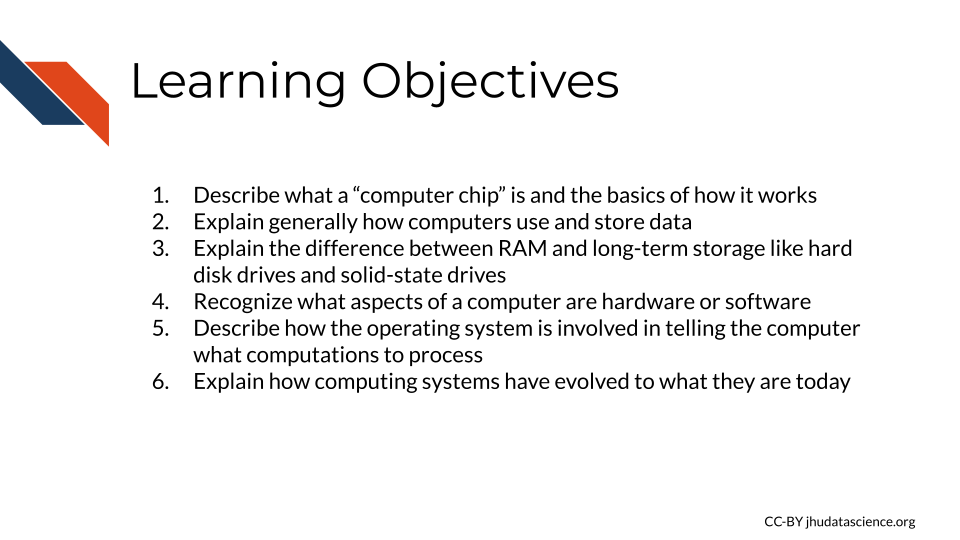 Learning Objectives
1. Describe what a “computer chip” is and the basics of how it works
2. Explain generally how computers use and store data
3. Explain the difference between RAM and long-term storage like hard
disk drives and solid-state drives
4. Recognize what aspects of a computer are hardware or software
5. Describe how the operating system is involved in telling the computer
what computations to process
6. Explain how computing systems have evolved to what they are today
CC-BY jhudatascience.org